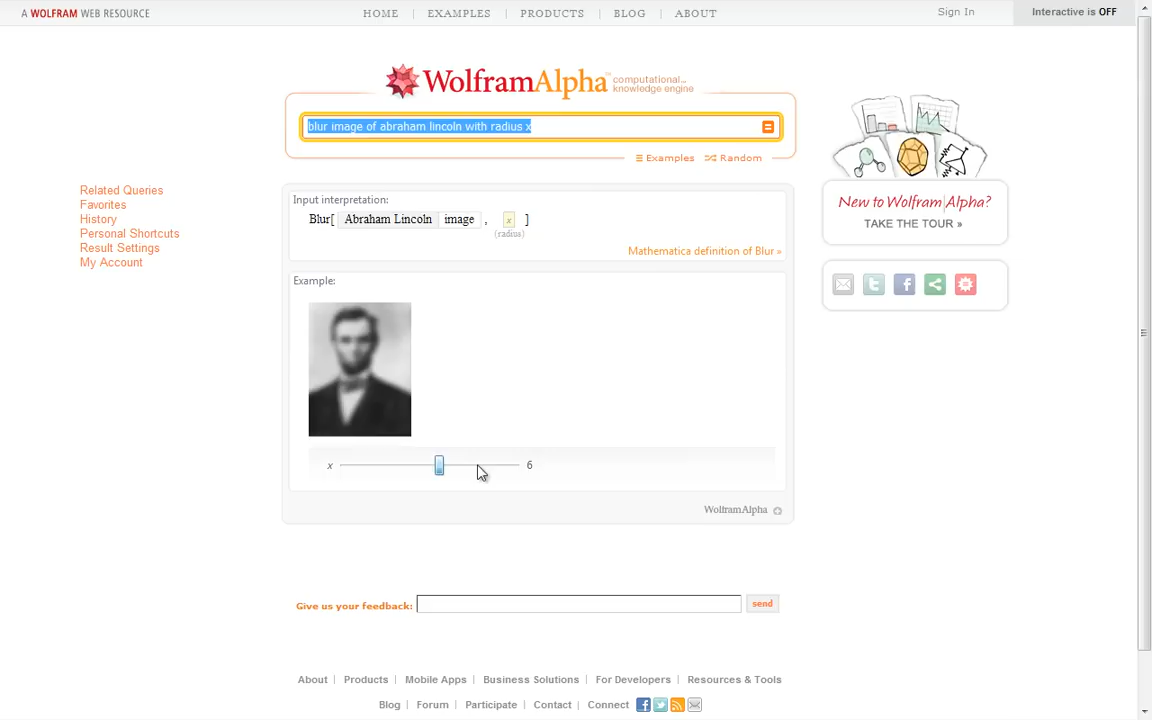 A WOLFRAM WEB RESOURCE
HOME | EXAMPLES | PRODUCTS | BLOG | ABOUT
Sign In
Interactive is OFF
WolframAlpha™ computational...
knowledge engine
blur image of abraham lincoln with radius x
Examples Random
Related Queries
Favorites
History
Personal Shortcuts
Result Settings
My Account
Input interpretation:
Blur[ Abraham Lincoln image , x ]
(radius)
Mathematica definition of Blur »
Example:
x 6
WolframAlpha
New to Wolfram|Alpha?
TAKE THE TOUR »
Give us your feedback: send
About | Products | Mobile Apps | Business Solutions | For Developers | Resources & Tools
Blog | Forum | Participate | Contact | Connect